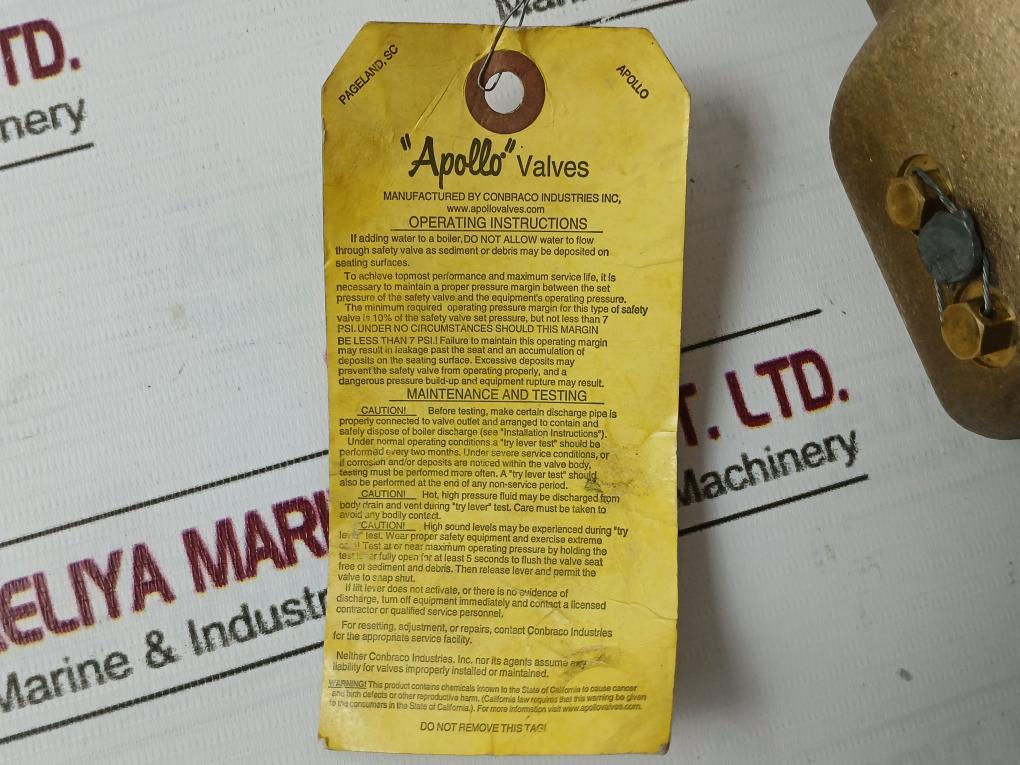 Mar
TD.
nery
PAGELAND, SC
APOLLO
"Apollo" Valves
MANUFACTURED BY CONBRACO INDUSTRIES INC,
www.apollovalves.com
OPERATING INSTRUCTIONS
If adding water to a boiler, DO NOT ALLOW water to flow
through safety valve as sediment or debris may be deposited on
seating surfaces.
To achieve topmost performance and maximum service life, it is
necessary to maintain a proper pressure margin between the set
pressure of the safety valve and the equipment's operating pressure.
The minimum required operating pressure margin for this type of safety
valve is 10% of the safety valve set pressure, but not less than 7
PSI. UNDER NO CIRCUMSTANCES SHOULD THIS MARGIN
BE LESS THAN 7 PSI.! Failure to maintain this operating margin
may result in leakage past the seat and an accumulation of
deposits on the seating surface. Excessive deposits may
prevent the safety valve from operating properly, and a
dangerous pressure build-up and equipment rupture may result.
MAINTENANCE AND TESTING
CAUTION! Before testing, make certain discharge pipe is
properly connected to valve outlet and arranged to contain and
safely dispose of boiler discharge (see "Installation Instructions").
Under normal operating conditions a "try lever test" should be
performed every two months. Under severe service conditions, or
if corrosion and/or deposits are noticed within the valve body,
testing must be performed more often. A "try lever test" should
also be performed at the end of any non-service period.
CAUTION! Hot, high pressure fluid may be discharged from
body drain and vent during "try lever" test. Care must be taken to
avoid any bodily contact.
CAUTION! High sound levels may be experienced during "try
lever" test. Wear proper safety equipment and exercise extreme
Test at or near maximum operating pressure by holding the
test lever fully open for at least 5 seconds to flush the valve seat
free of sediment and debris. Then release lever and permit the
valve to snap shut.
If lift lever does not activate, or there is no evidence of
discharge, turn off equipment immediately and contact a licensed
contractor or qualified service personnel.
For resetting, adjustment, or repairs, contact Conbraco Industries
for the appropriate service facility.
Neither Conbraco Industries, Inc. nor its agents assume any
liability for valves improperly installed or maintained.
WARNING! This product contains chemicals known to the State of California to cause cancer
and birth defects or other reproductive harm. (California law requires that this warning be given
to the consumers in the State of California.). For more information visit www.apollovalves.com.
DO NOT REMOVE THIS TAG!
T. LTD.
Machinery
ELIYA MARI
Marine & Industr